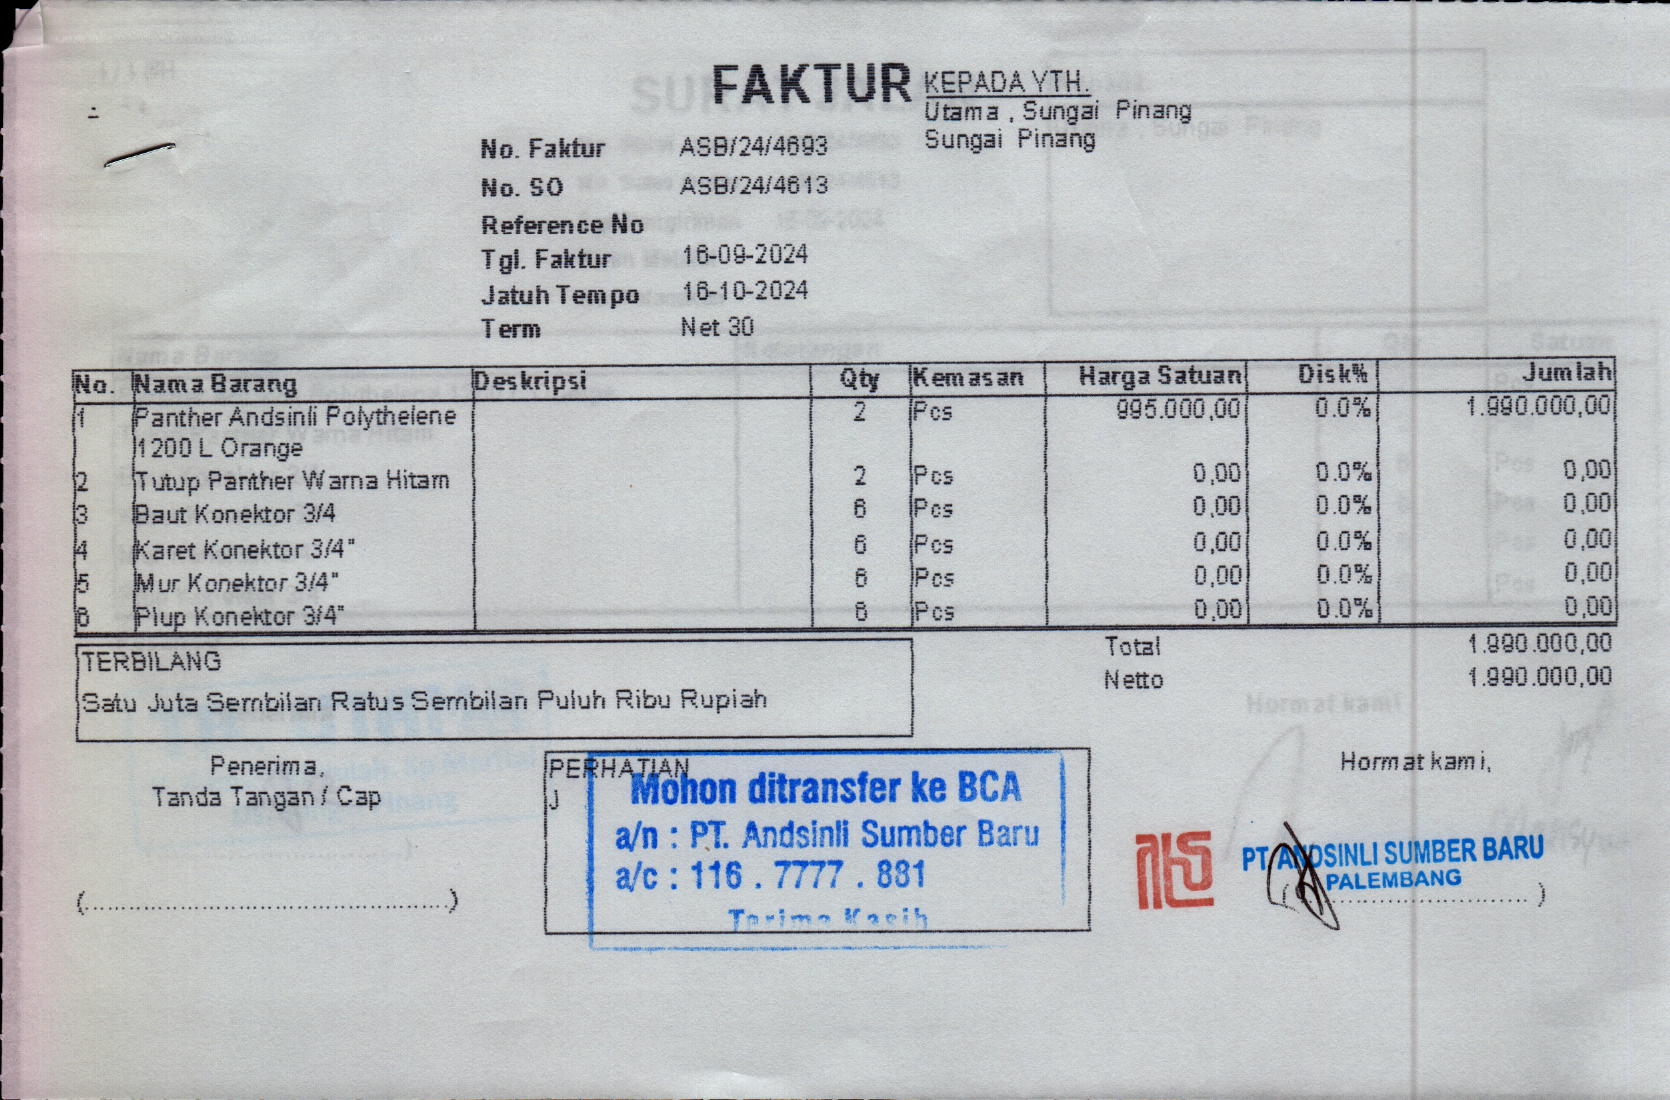 FAKTUR
KEPADA YTH.
Utama , Sungai Pinang
Sungai Pinang
No. Faktur ASB/24/4693
No. SO ASB/24/4613
Reference No
Tgl. Faktur 16-09-2024
Jatuh Tempo 16-10-2024
Term Net 30
No. Nama Barang Deskripsi Qty Kemasan Harga Satuan Disk% Jumlah
1 Panther Andsinli Polythelene 2 Pcs 995.000,00 0.0% 1.990.000,00
1200 L Orange
2 Tutup Panther Warna Hitam 2 Pcs 0,00 0.0% 0,00
3 Baut Konektor 3/4 6 Pcs 0,00 0.0% 0,00
4 Karet Konektor 3/4" 6 Pcs 0,00 0.0% 0,00
5 Mur Konektor 3/4" 6 Pcs 0,00 0.0% 0,00
6 Plup Konektor 3/4" 6 Pcs 0,00 0.0% 0,00
Total 1.990.000,00
Netto 1.990.000,00
TERBILANG
Satu Juta Sembilan Ratus Sembilan Puluh Ribu Rupiah
Penerima,
Tanda Tangan / Cap
(........................................)
PERHATIAN
J
Mohon ditransfer ke BCA
a/n : PT. Andsinli Sumber Baru
a/c : 116 . 7777 . 881
Terima Kasih
Hormat kami,
PT. ANDSINLI SUMBER BARU
PALEMBANG
(........................................)